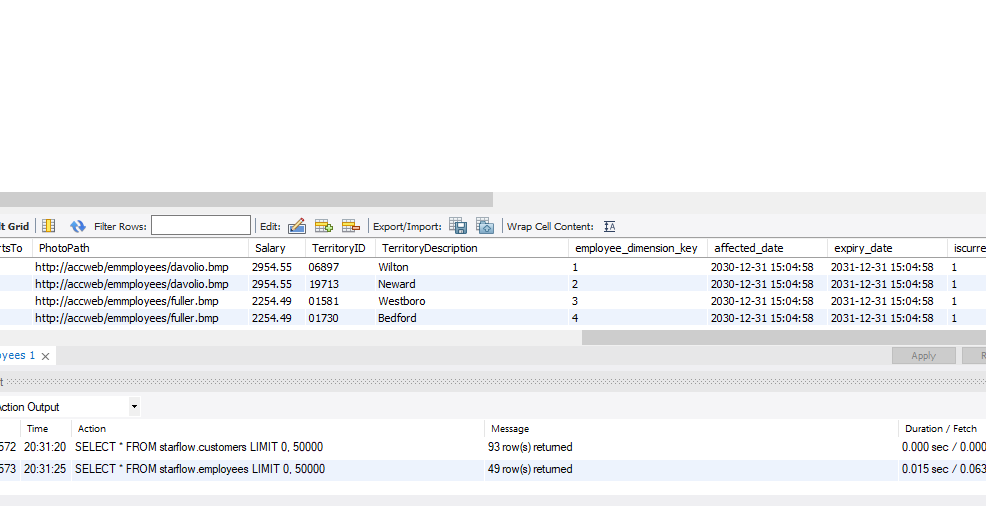 lt Grid Filter Rows: Edit: Export/Import: Wrap Cell Content:
rtsTo PhotoPath Salary TerritoryID TerritoryDescription employee_dimension_key affected_date expiry_date iscurre
http://accweb/emmployees/davolio.bmp 2954.55 06897 Wilton 1 2030-12-31 15:04:58 2031-12-31 15:04:58 1
http://accweb/emmployees/davolio.bmp 2954.55 19713 Neward 2 2030-12-31 15:04:58 2031-12-31 15:04:58 1
http://accweb/emmployees/fuller.bmp 2254.49 01581 Westboro 3 2030-12-31 15:04:58 2031-12-31 15:04:58 1
http://accweb/emmployees/fuller.bmp 2254.49 01730 Bedford 4 2030-12-31 15:04:58 2031-12-31 15:04:58 1
oyees 1 Apply R
t
Action Output
Time Action Message Duration / Fetch
572 20:31:20 SELECT * FROM starflow.customers LIMIT 0, 50000 93 row(s) returned 0.000 sec / 0.000
573 20:31:25 SELECT * FROM starflow.employees LIMIT 0, 50000 49 row(s) returned 0.015 sec / 0.063